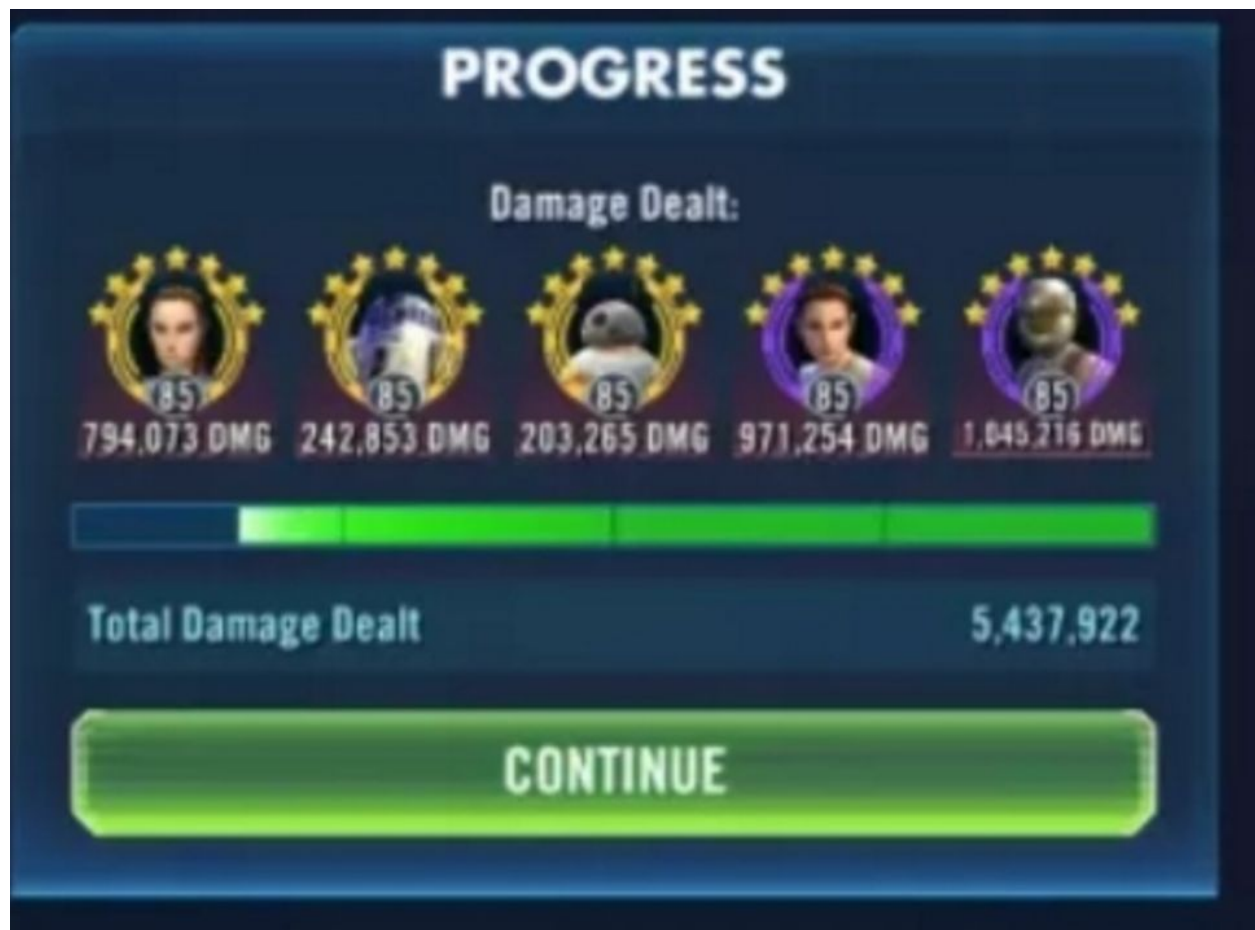 PROGRESS
Damage Dealt:
85 85 85 85 85
794,073 DMG 242,853 DMG 203,265 DMG 971,254 DMG 1,045,216 DMG
Total Damage Dealt 5,437,922
CONTINUE